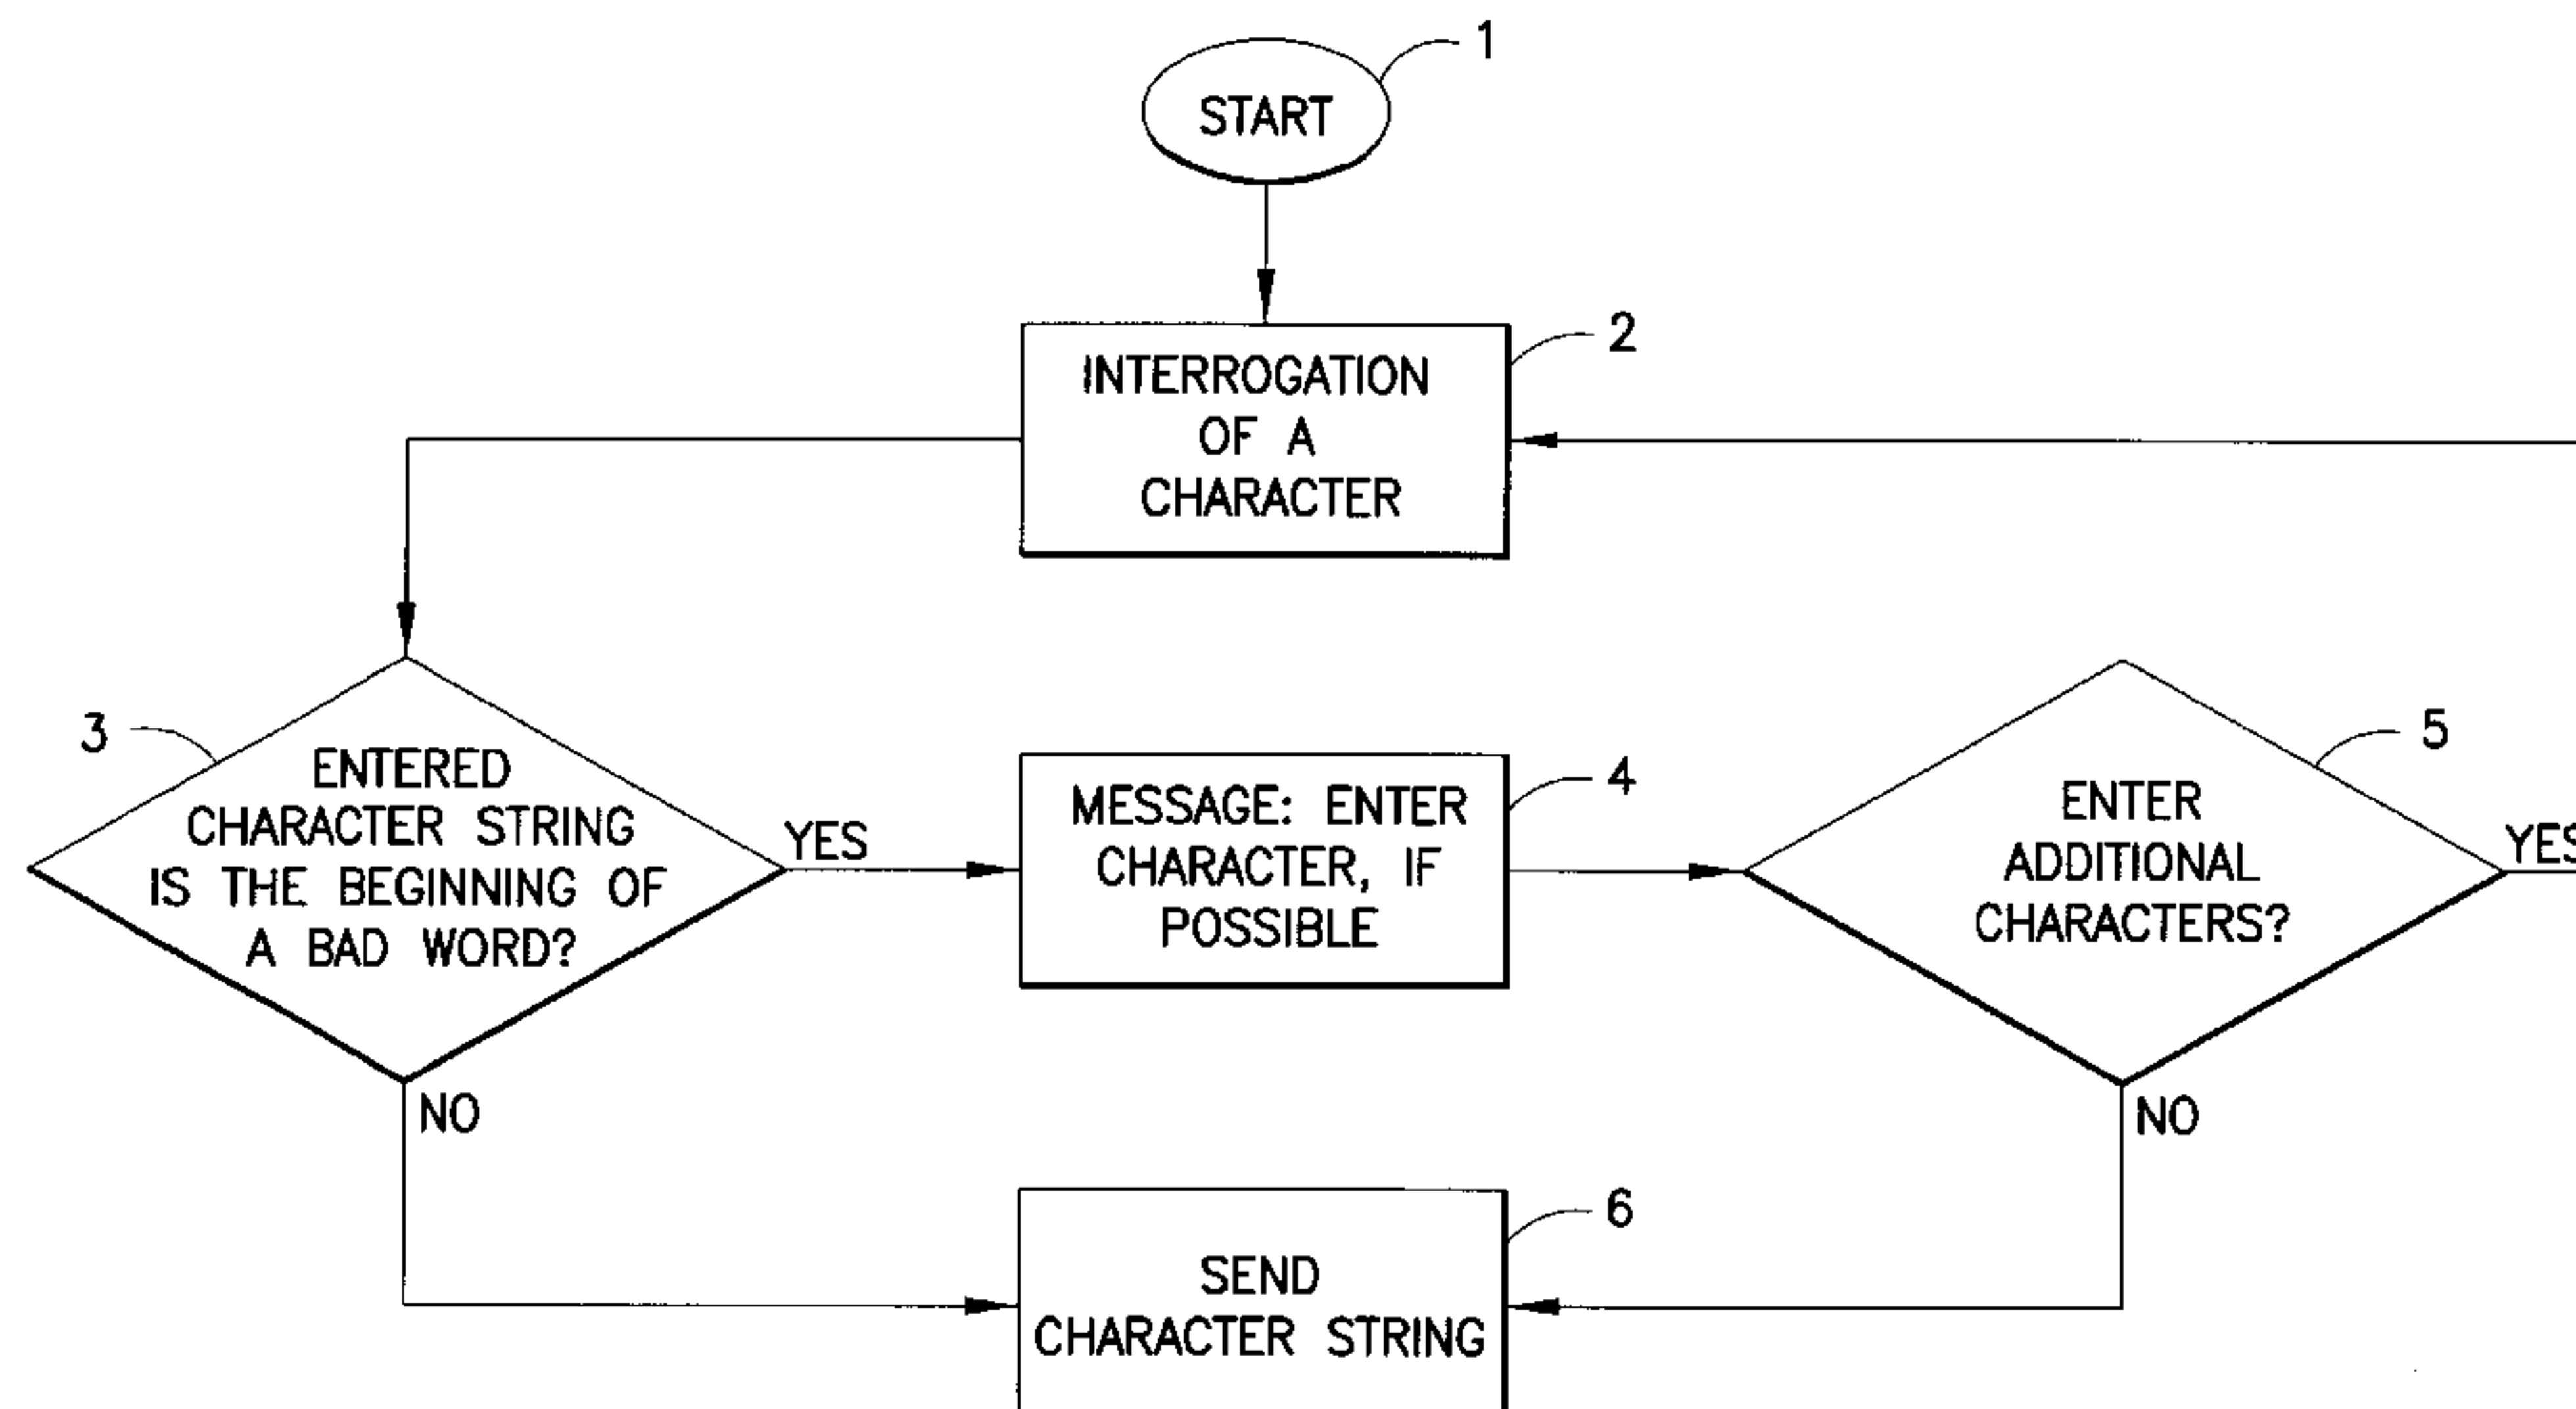 START
1
INTERROGATION
OF A
CHARACTER
2
3
ENTERED
CHARACTER STRING
IS THE BEGINNING OF
A BAD WORD?
YES
NO
MESSAGE: ENTER
CHARACTER, IF
POSSIBLE
4
ENTER
ADDITIONAL
CHARACTERS?
5
YES
NO
SEND
CHARACTER STRING
6